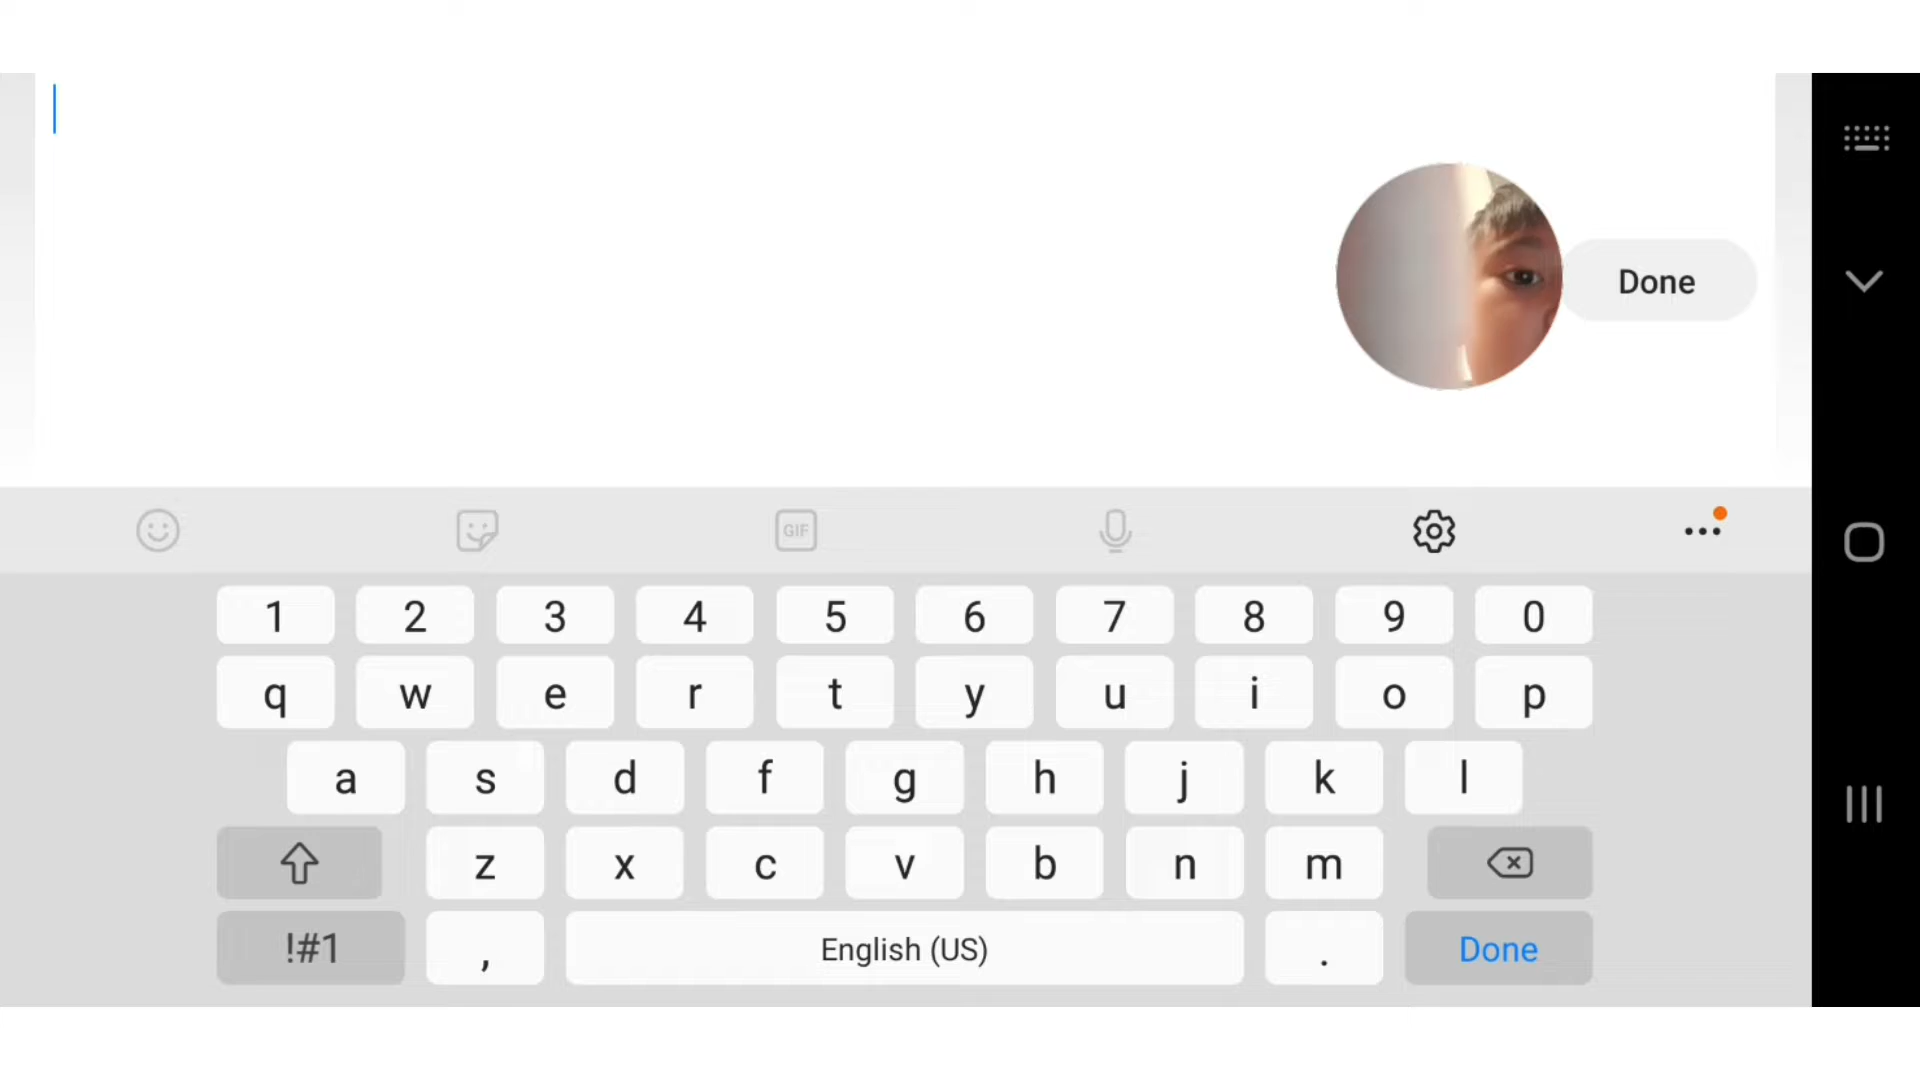 Done
GIF
1 2 3 4 5 6 7 8 9 0
q w e r t y u i o p
a s d f g h j k l
z x c v b n m
!#1 , English (US) . Done